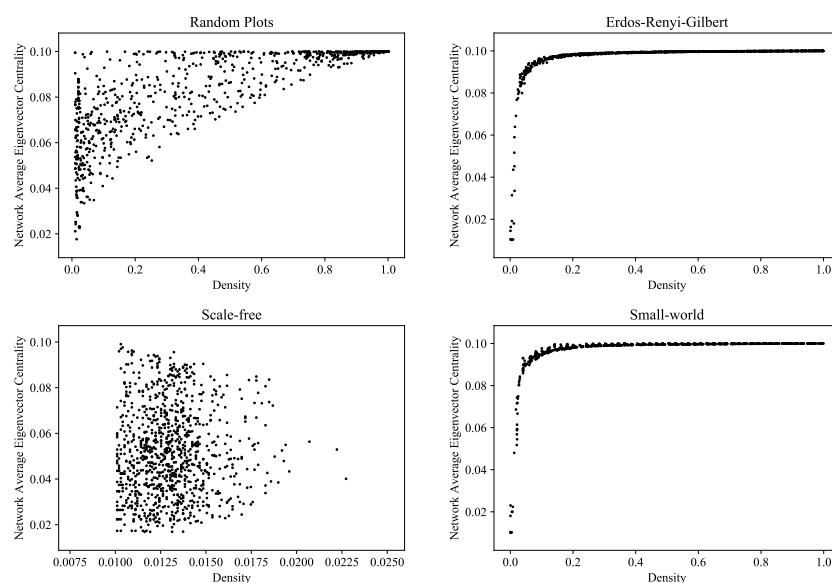 Random Plots
Network Average Eigenvector Centrality
0.10
0.08
0.06
0.04
0.02
0.0 0.2 0.4 0.6 0.8 1.0
Density
Erdos-Renyi-Gilbert
Network Average Eigenvector Centrality
0.10
0.08
0.06
0.04
0.02
0.0 0.2 0.4 0.6 0.8 1.0
Density
Scale-free
Network Average Eigenvector Centrality
0.10
0.08
0.06
0.04
0.02
0.0075 0.0100 0.0125 0.0150 0.0175 0.0200 0.0225 0.0250
Density
Small-world
Network Average Eigenvector Centrality
0.10
0.08
0.06
0.04
0.02
0.0 0.2 0.4 0.6 0.8 1.0
Density